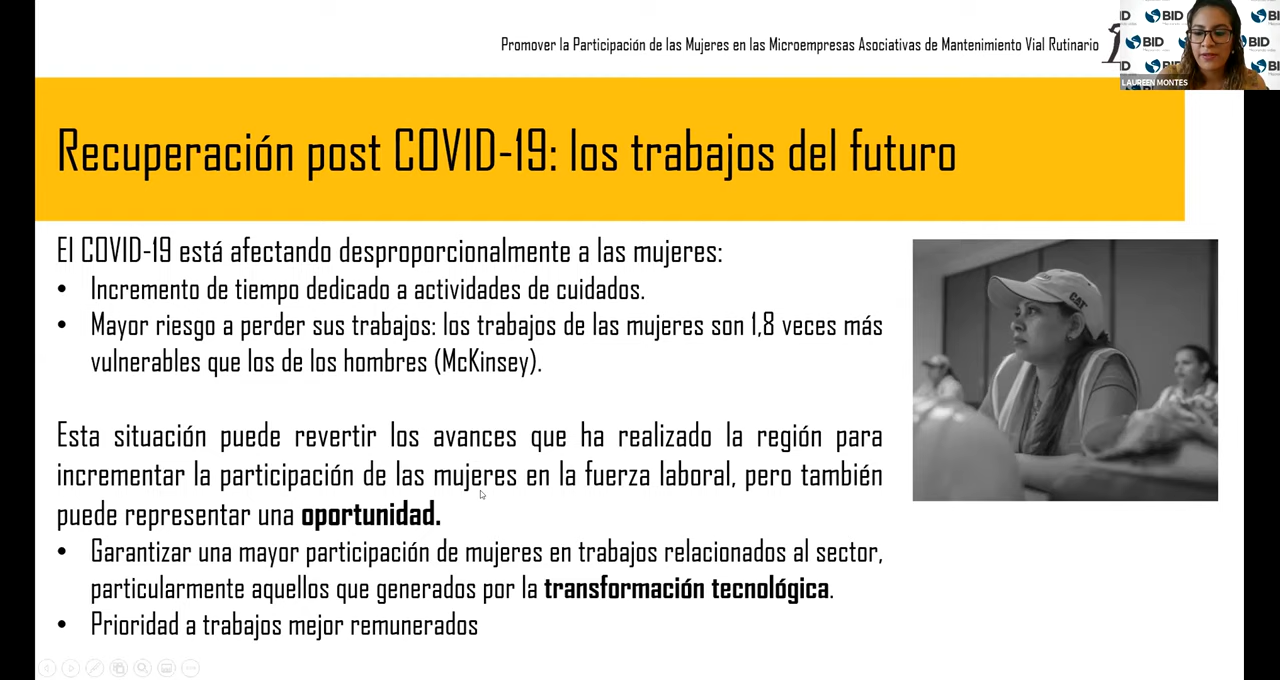 Promover la Participación de las Mujeres en las Microempresas Asociativas de Mantenimiento Vial Rutinario
BID
BID
BID
BID
LAUREEN MONTES
Recuperación post COVID-19: los trabajos del futuro
El COVID-19 está afectando desproporcionalmente a las mujeres:
• Incremento de tiempo dedicado a actividades de cuidados.
• Mayor riesgo a perder sus trabajos: los trabajos de las mujeres son 1,8 veces más
vulnerables que los de los hombres (McKinsey).
CAT
Esta situación puede revertir los avances que ha realizado la región para
incrementar la participación de las mujeres en la fuerza laboral, pero también
puede representar una oportunidad.
• Garantizar una mayor participación de mujeres en trabajos relacionados al sector,
particularmente aquellos que generados por la transformación tecnológica.
• Prioridad a trabajos mejor remunerados